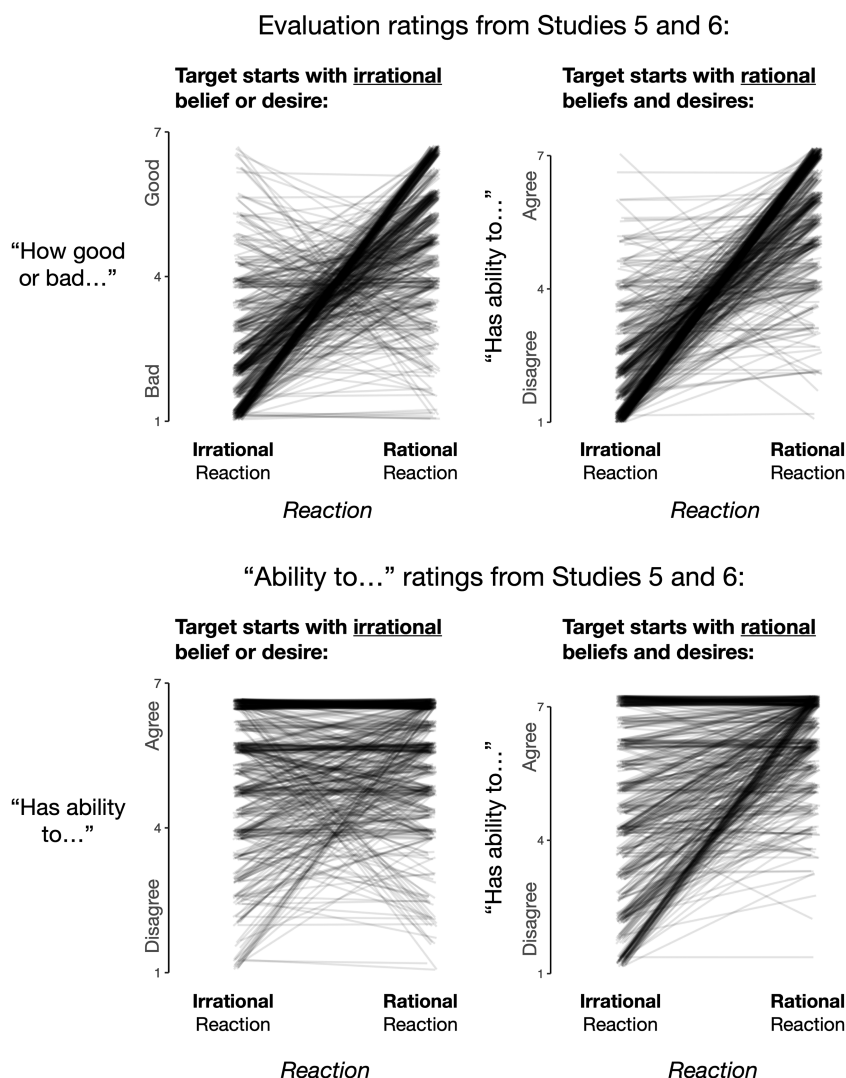 Evaluation ratings from Studies 5 and 6:
Target starts with irrational
belief or desire:
Target starts with rational
beliefs and desires:
“How good
or bad…”
7
Good
4
Bad
1
“Has ability to…”
7
Agree
4
Disagree
1
Irrational
Reaction
Rational
Reaction
Irrational
Reaction
Rational
Reaction
Reaction
Reaction
“Ability to…” ratings from Studies 5 and 6:
Target starts with irrational
belief or desire:
Target starts with rational
beliefs and desires:
“Has ability
to…”
7
Agree
4
Disagree
1
“Has ability to…”
7
Agree
4
Disagree
1
Irrational
Reaction
Rational
Reaction
Irrational
Reaction
Rational
Reaction
Reaction
Reaction